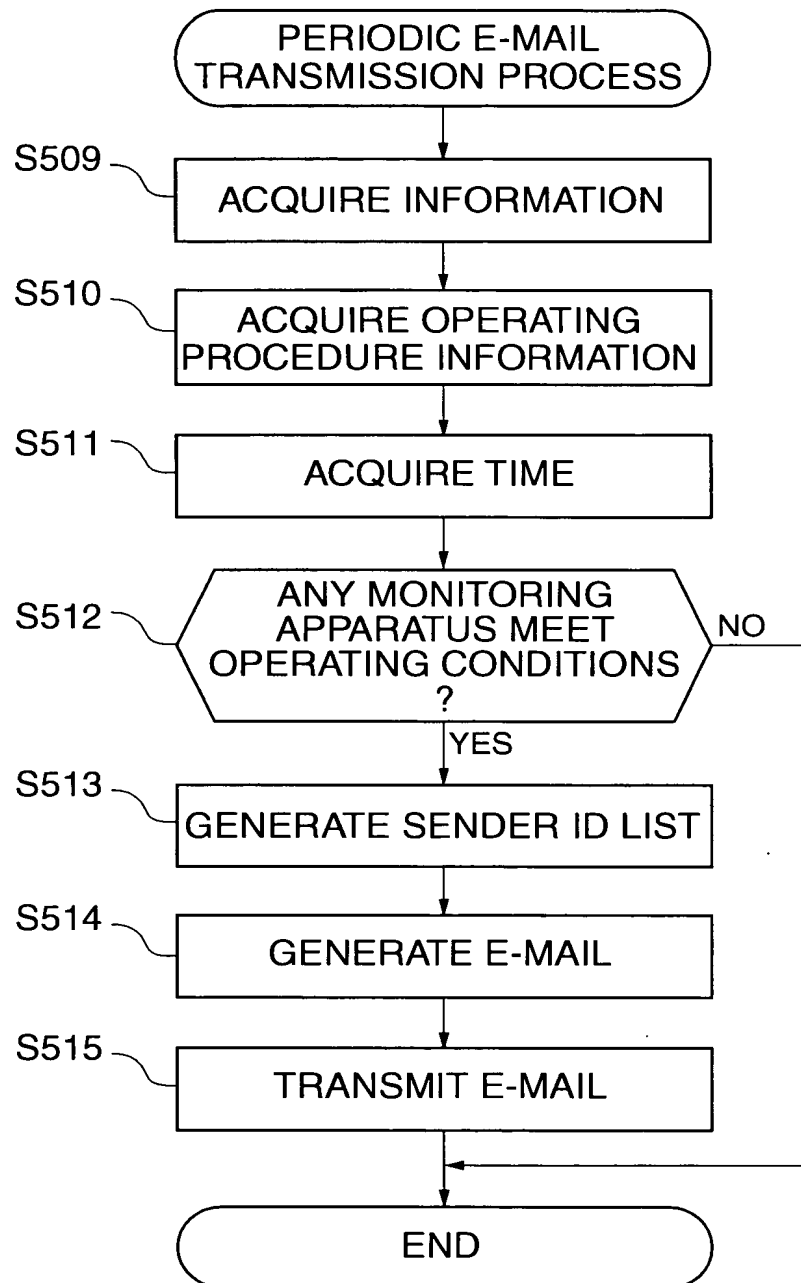 PERIODIC E-MAIL
TRANSMISSION PROCESS
S509
ACQUIRE INFORMATION
S510
ACQUIRE OPERATING
PROCEDURE INFORMATION
S511
ACQUIRE TIME
S512
ANY MONITORING
APPARATUS MEET
OPERATING CONDITIONS
?
NO
YES
S513
GENERATE SENDER ID LIST
S514
GENERATE E-MAIL
S515
TRANSMIT E-MAIL
END